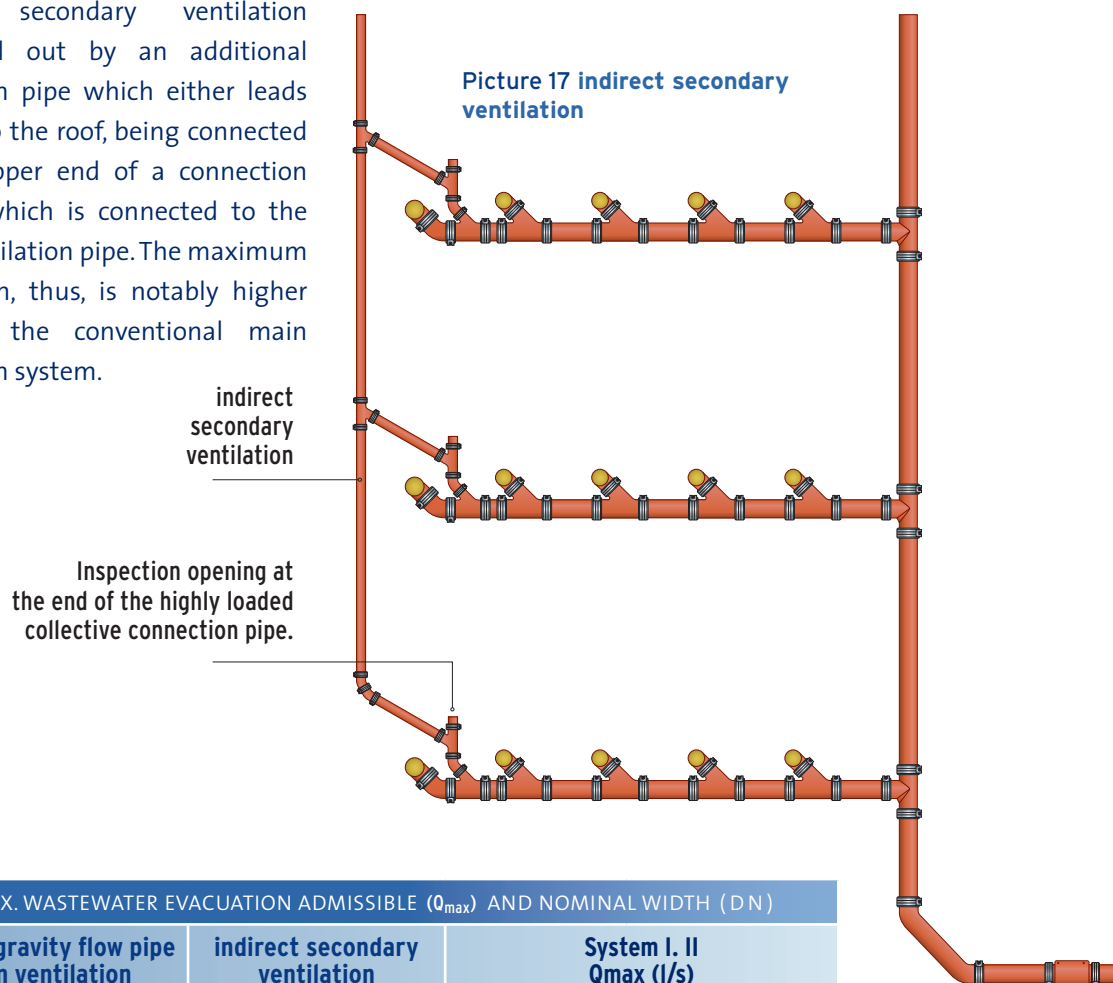 secondary ventilation
out by an additional
pipe which either leads
the roof, being connected
end of a connection
which is connected to the
pipe. The maximum
thus, is notably higher
the conventional main
system.
Picture 17 indirect secondary
ventilation
indirect
secondary
ventilation
Inspection opening at
the end of the highly loaded
collective connection pipe.
X. WASTEWATER EVACUATION ADMISSIBLE (Qmax) AND NOMINAL WIDTH (DN)
gravity flow pipe
ventilation
indirect secondary
ventilation
System I. II
Qmax (l/s)